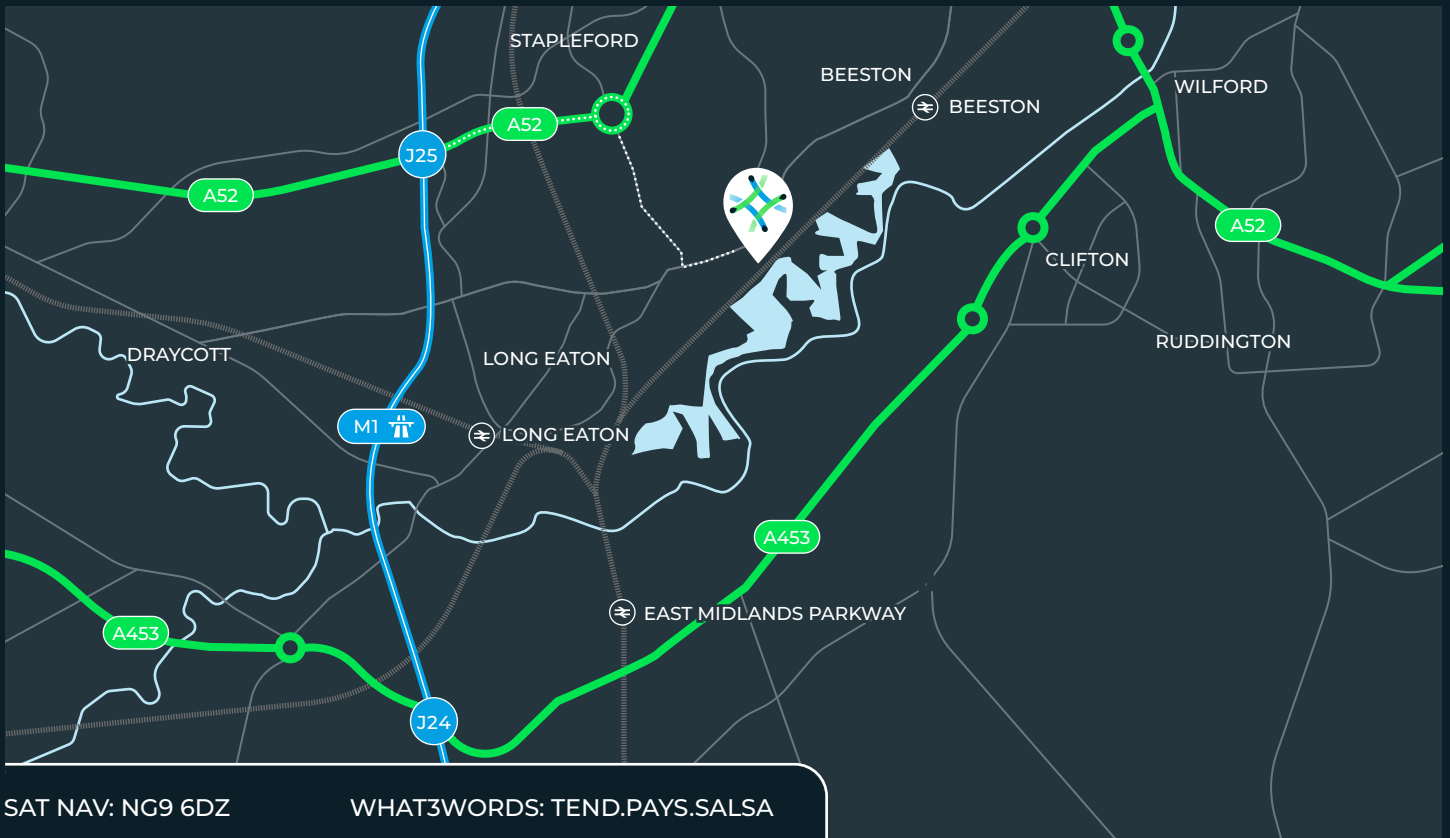 STAPLEFORD
BEESTON
BEESTON
WILFORD
A52
J25
A52
A52
CLIFTON
RUDDINGTON
DRAYCOTT
LONG EATON
M1
LONG EATON
A453
EAST MIDLANDS PARKWAY
A453
J24
SAT NAV: NG9 6DZ
WHAT3WORDS: TEND.PAYS.SALSA